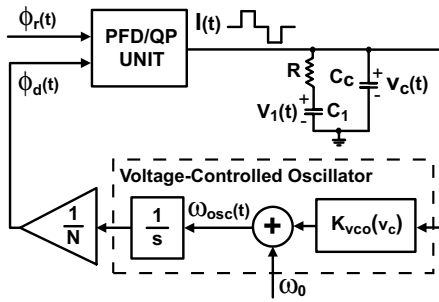 ϕr(t)
PFD/QP
UNIT
I(t)
ϕd(t)
R
Cc
+
vc(t)
-
V1(t)
+
C1
-
Voltage-Controlled Oscillator
1
N
1
s
ωosc(t)
+
Kvco(vc)
ω0